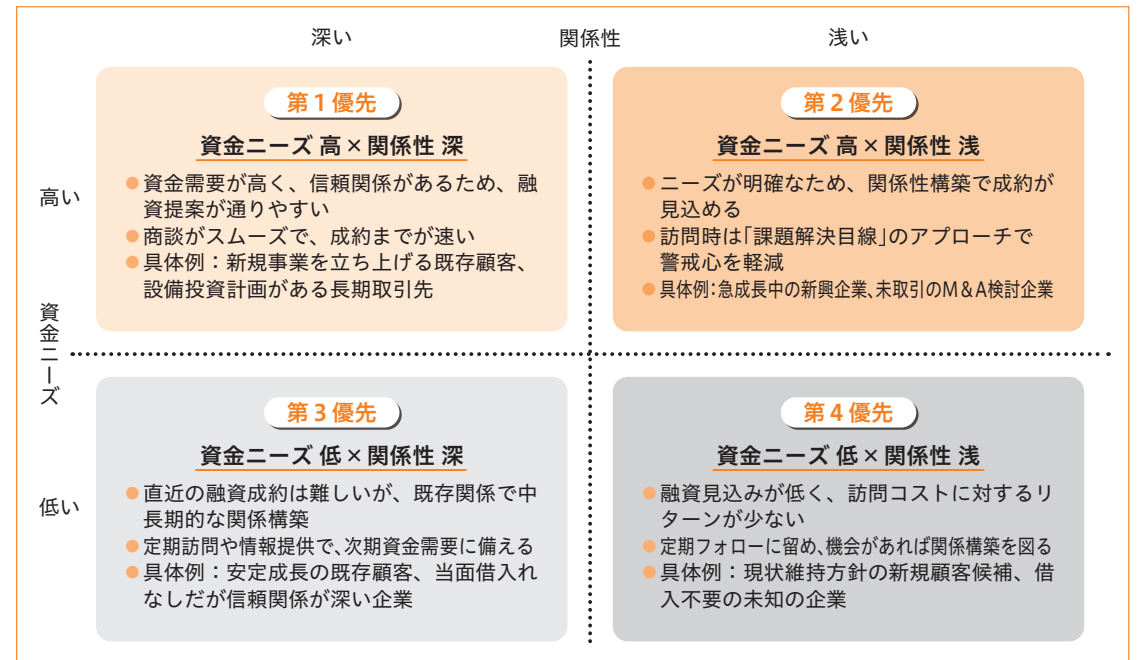 深い
関係性
浅い
高い
資金ニーズ
低い
第1優先
資金ニーズ 高×関係性 深
●資金需要が高く、信頼関係があるため、融
資提案が通りやすい
●商談がスムーズで、成約までが速い
●具体例：新規事業を立ち上げる既存顧客、
設備投資計画がある長期取引先
第2優先
資金ニーズ 高×関係性 浅
●ニーズが明確なため、関係性構築で成約が
見込める
●訪問時は「課題解決目線」のアプローチで
警戒心を軽減
●具体例：急成長中の新興企業、未取引のM＆A検討企業
第3優先
資金ニーズ 低×関係性 深
●直近の融資成約は難しいが、既存関係で中
長期的な関係構築
●定期訪問や情報提供で、次期資金需要に備える
●具体例：安定成長の既存顧客、当面借入れ
なしだが信頼関係が深い企業
第4優先
資金ニーズ 低×関係性 浅
●融資見込みが低く、訪問コストに対するリ
ターンが少ない
●定期フォローに留め、機会があれば関係構築を図る
●具体例：現状維持方針の新規顧客候補、借
入不要の未知の企業